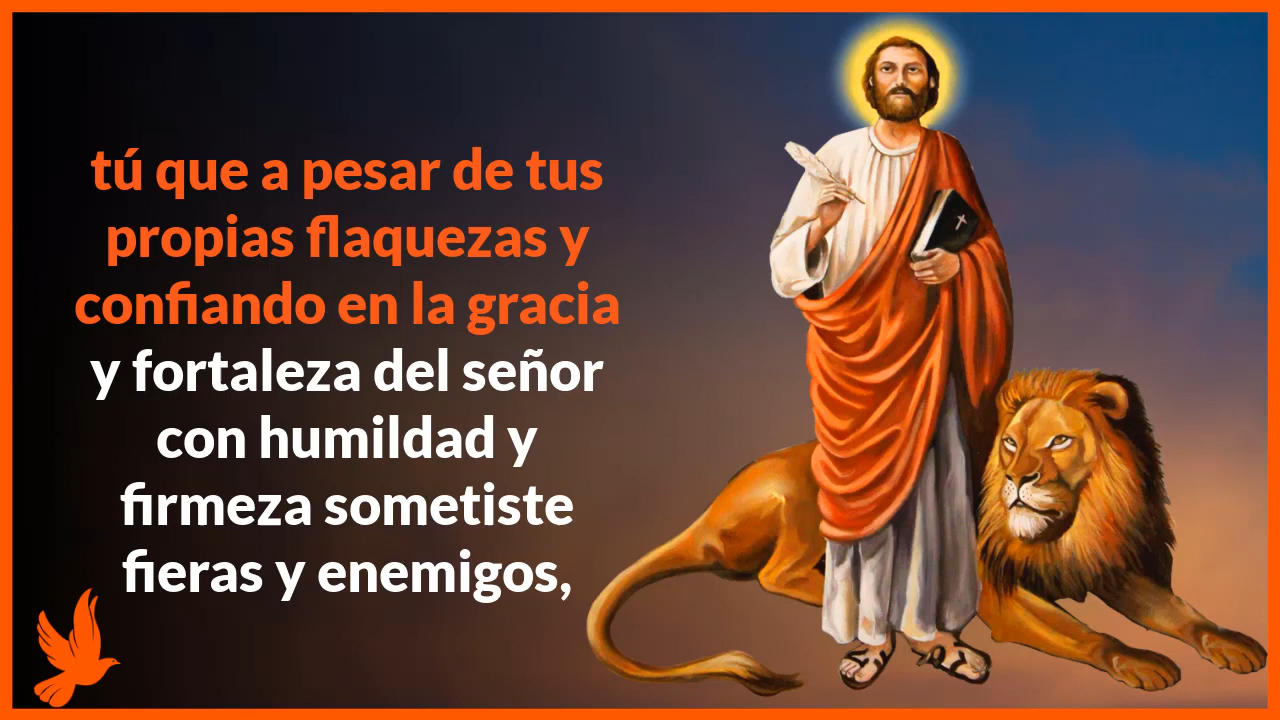 tú que a pesar de tus
propias flaquezas y
confiando en la gracia
y fortaleza del señor
con humildad y
firmeza sometiste
fieras y enemigos,